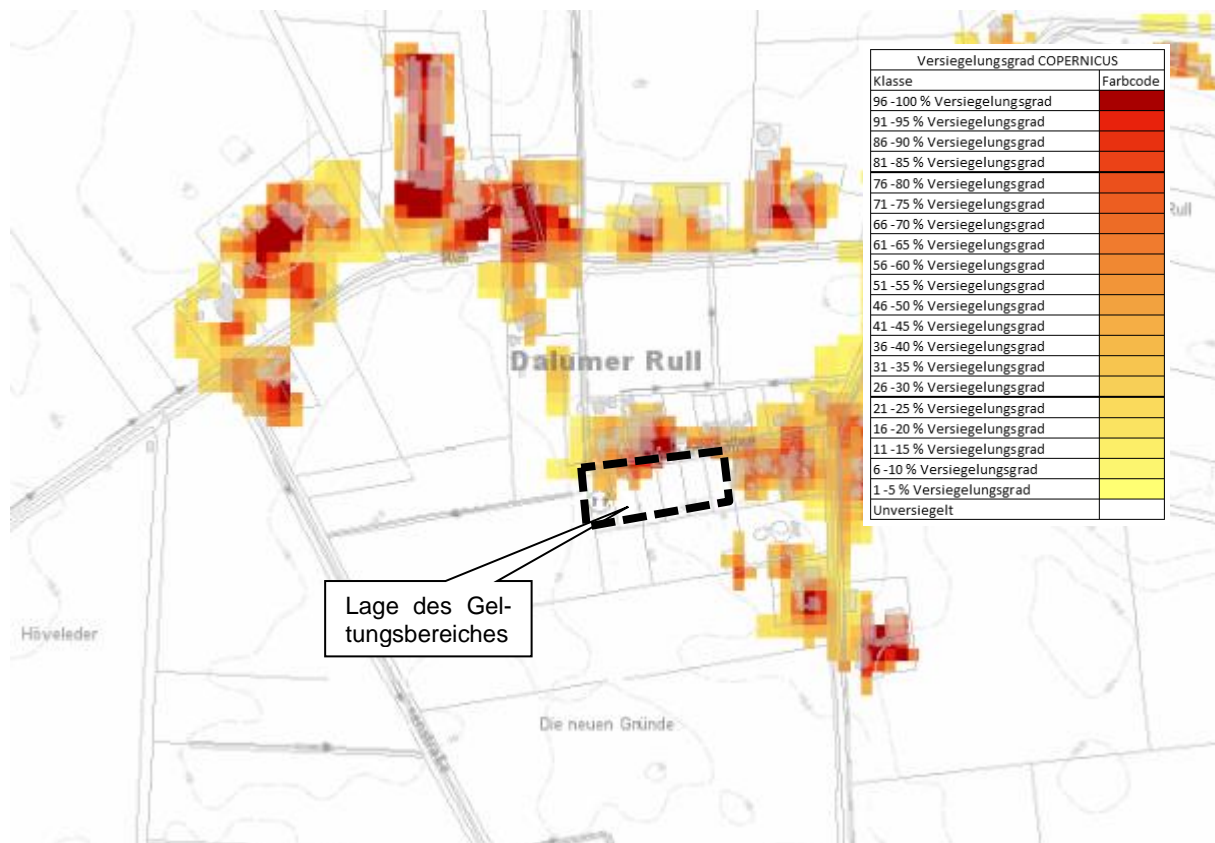 Versiegelungsgrad COPERNICUS
Klasse Farbcode
96 -100 % Versiegelungsgrad
91 -95 % Versiegelungsgrad
86 -90 % Versiegelungsgrad
81 -85 % Versiegelungsgrad
76 -80 % Versiegelungsgrad
71 -75 % Versiegelungsgrad
66 -70 % Versiegelungsgrad
61 -65 % Versiegelungsgrad
56 -60 % Versiegelungsgrad
51 -55 % Versiegelungsgrad
46 -50 % Versiegelungsgrad
41 -45 % Versiegelungsgrad
36 -40 % Versiegelungsgrad
31 -35 % Versiegelungsgrad
26 -30 % Versiegelungsgrad
21 -25 % Versiegelungsgrad
16 -20 % Versiegelungsgrad
11 -15 % Versiegelungsgrad
6 -10 % Versiegelungsgrad
1 -5 % Versiegelungsgrad
Unversiegelt
Rull
Dalumer Rull
Lage des Gel-
tungsbereiches
Höveleder
Die neuen Gründe